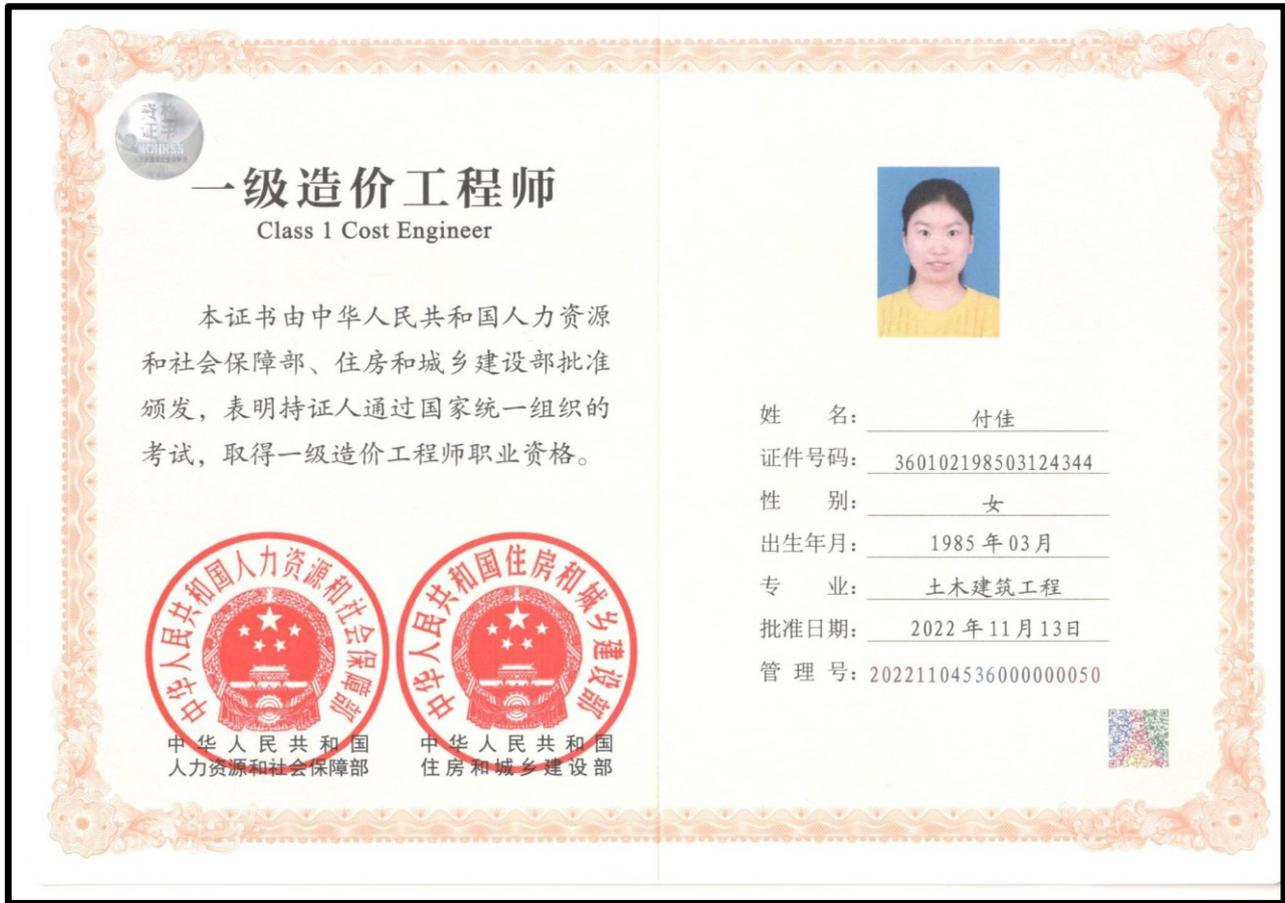 资格
证书
MOHRSS
一级造价工程师
Class 1 Cost Engineer
本证书由中华人民共和国人力资源
和社会保障部、住房和城乡建设部批准
颁发，表明持证人通过国家统一组织的
考试，取得一级造价工程师职业资格。
中华人民共和国人力资源和社会保障部
中华人民共和国住房和城乡建设部
中华人民共和国
人力资源和社会保障部
中华人民共和国
住房和城乡建设部
姓 名：付佳
证件号码：360102198503124344
性 别：女
出生年月：1985年03月
专 业：土木建筑工程
批准日期：2022年11月13日
管 理 号：20221104536000000050